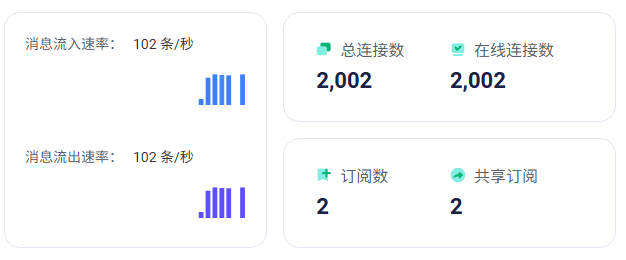 消息流入速率： 102 条/秒
消息流出速率： 102 条/秒
总连接数 在线连接数
2,002 2,002
订阅数 共享订阅
2 2